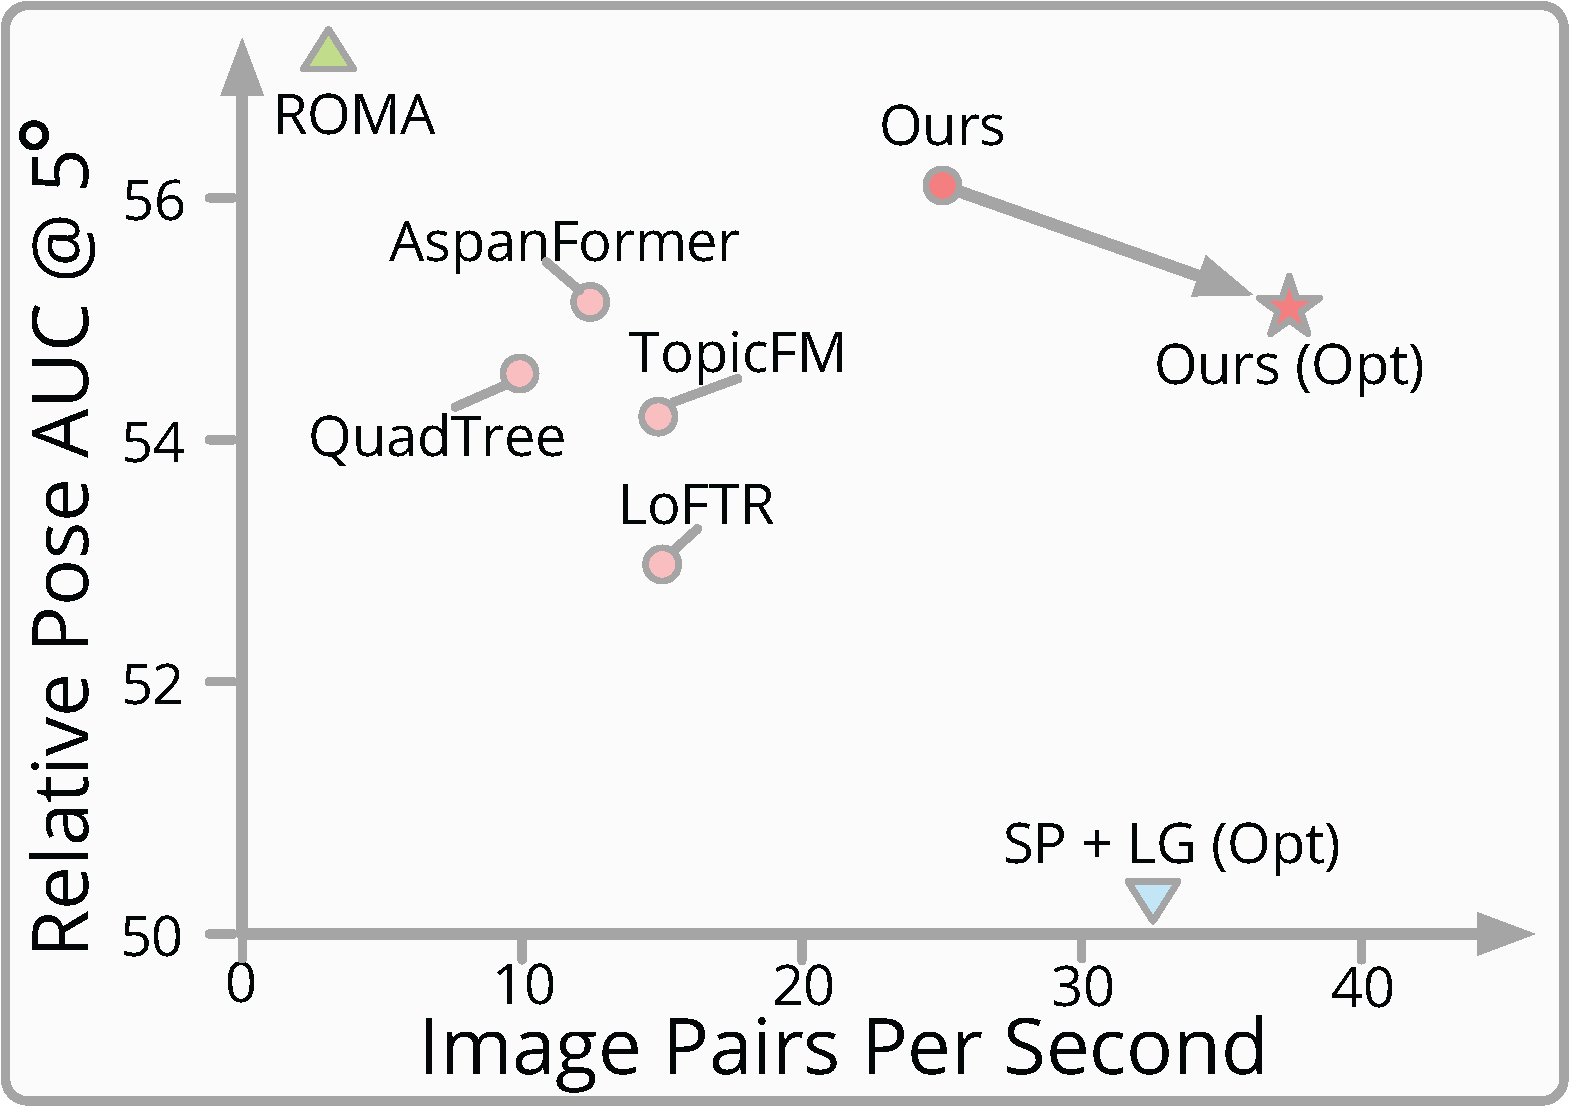 ROMA
Ours
56
AspanFormer
TopicFM
Ours (Opt)
QuadTree
54
LoFTR
52
SP + LG (Opt)
50
0
10
20
30
40
Image Pairs Per Second
Relative Pose AUC @ 5°